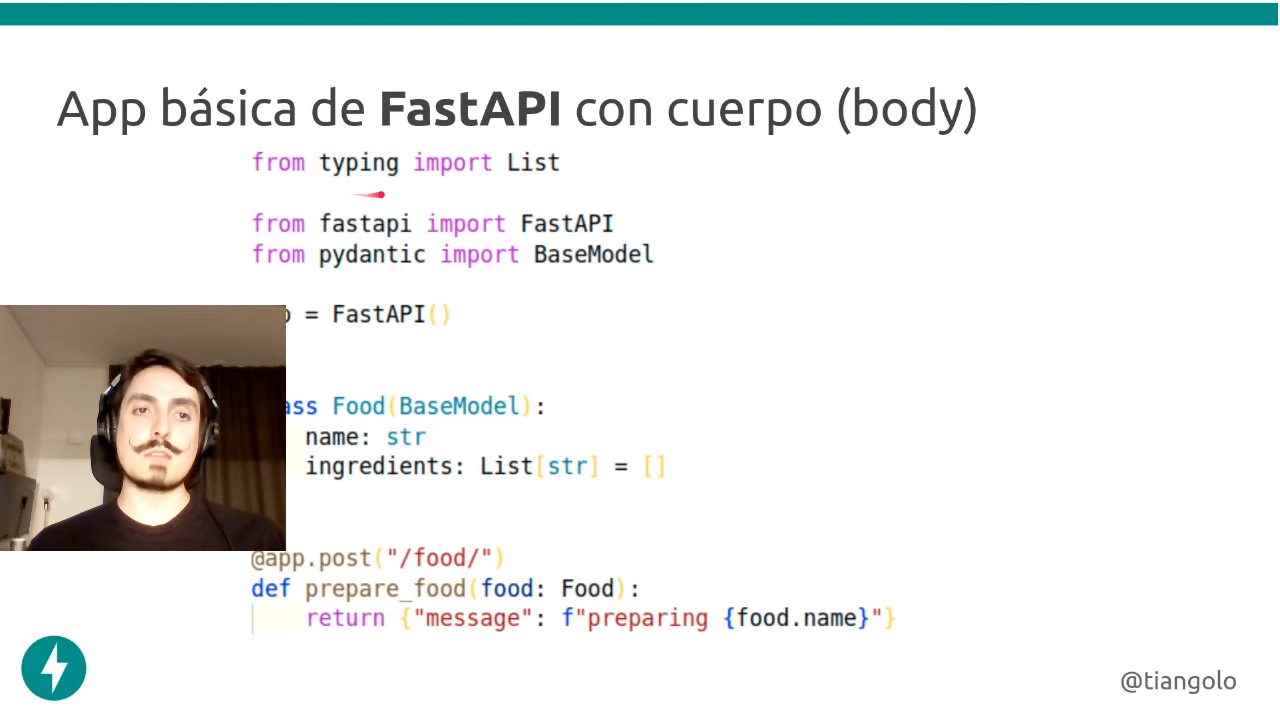 App básica de FastAPI con cuerpo (body)
from typing import List
from fastapi import FastAPI
from pydantic import BaseModel
= FastAPI()
Food(BaseModel):
name: str
ingredients: List[str] = []
@app.post("/food/")
def prepare_food(food: Food):
return {"message": f"preparing {food.name}"}
@tiangolo